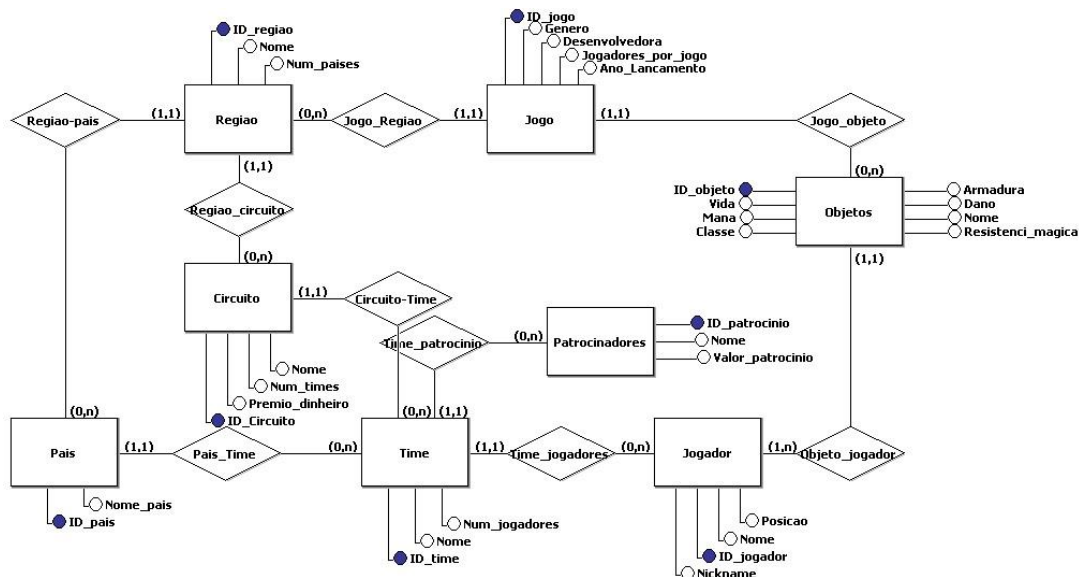 ID_regiao
Nome
Num_paises
ID_jogo
Genero
Desenvolvedora
Jogadores_por_jogo
Ano_Lancamento
Regiao-pais
(1,1)
Regiao
(0,n)
Jogo_Regiao
(1,1)
Jogo
(1,1)
Jogo_objeto
(1,1)
Regiao_circuito
(0,n)
(0,n)
ID_objeto
Vida
Mana
Classe
Objetos
Armadura
Dano
Nome
Resistenci_magica
(1,1)
Circuito
(1,1)
Circuito-Time
Time_patrocinio
(0,n)
Patrocinadores
ID_patrocinio
Nome
Valor_patrocinio
Nome
Num_times
Premio_dinheiro
ID_Circuito
(0,n)
(0,n)
(1,1)
Pais
(1,1)
Pais_Time
(0,n)
Time
(1,1)
Time_jogadores
(0,n)
Jogador
(1,n)
Objeto_jogador
Nome_pais
ID_pais
Num_jogadores
Nome
ID_time
Posicao
Nome
ID_jogador
Nickname